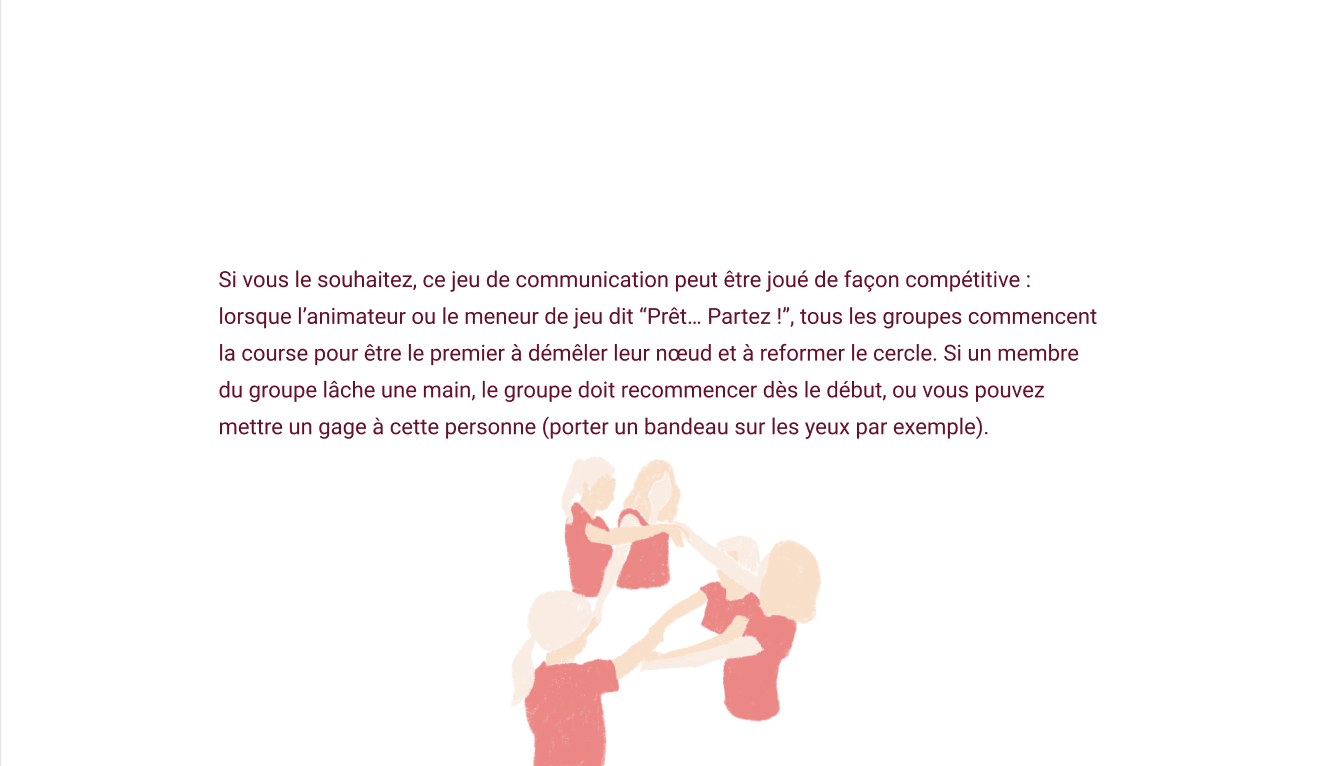 Si vous le souhaitez, ce jeu de communication peut être joué de façon compétitive :
lorsque l’animateur ou le meneur de jeu dit “Prêt… Partez !”, tous les groupes commencent
la course pour être le premier à démêler leur nœud et à reformer le cercle. Si un membre
du groupe lâche une main, le groupe doit recommencer dès le début, ou vous pouvez
mettre un gage à cette personne (porter un bandeau sur les yeux par exemple).